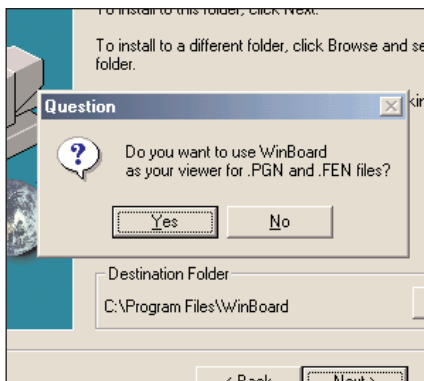 To install to this folder, click Next.
To install to a different folder, click Browse and se
folder.
Question
kin
Do you want to use WinBoard
as your viewer for .PGN and .FEN files?
Yes
No
Destination Folder
C:\Program Files\WinBoard
< Back
Next >